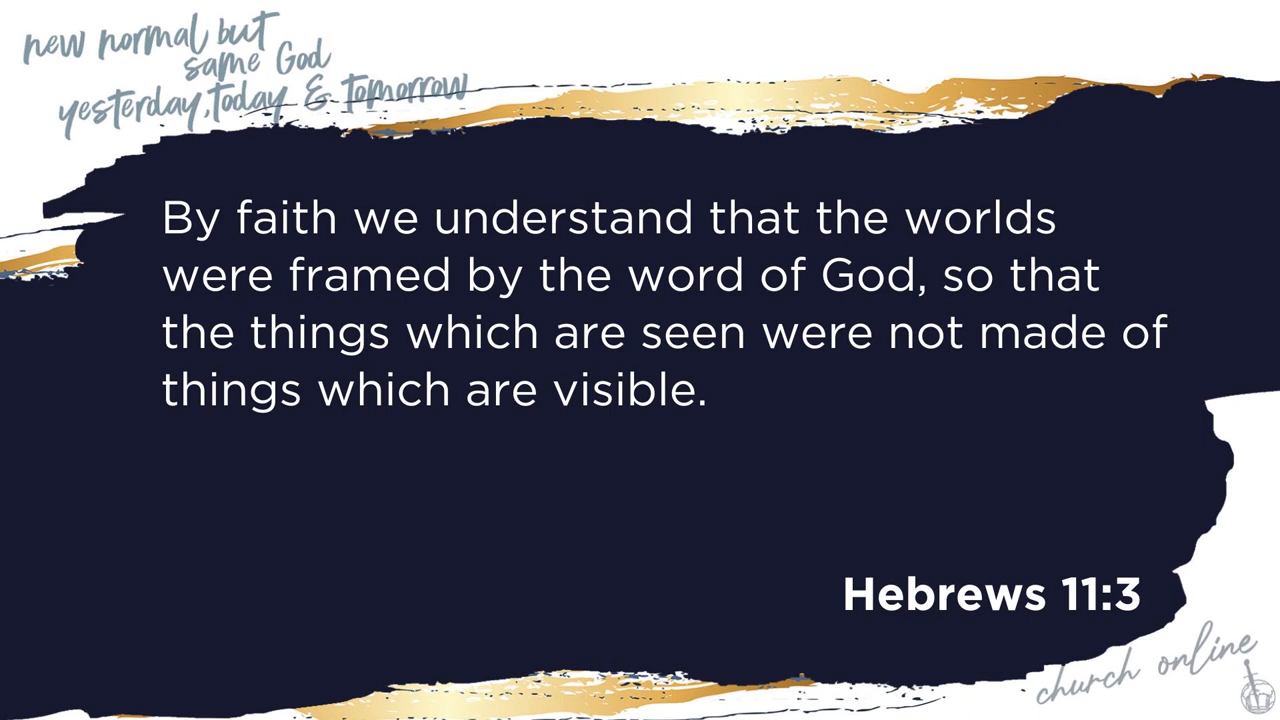 new normal but
same God
yesterday, today & tomorrow
By faith we understand that the worlds
were framed by the word of God, so that
the things which are seen were not made of
things which are visible.
Hebrews 11:3
church online